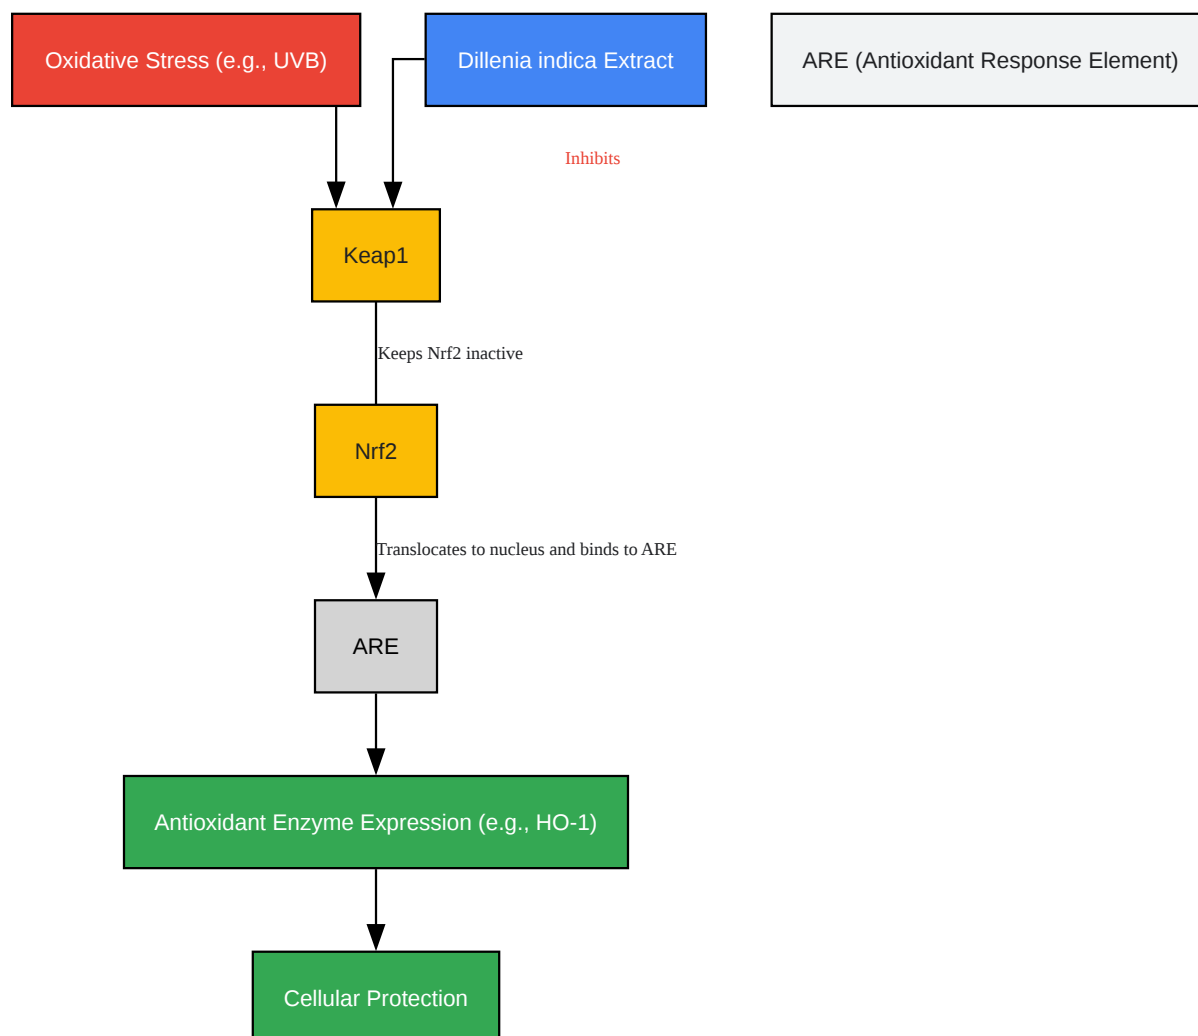 Oxidative Stress (e.g., UVB)
Dillenia indica Extract
ARE (Antioxidant Response Element)
Inhibits
Keap1
Keeps Nrf2 inactive
Nrf2
Translocates to nucleus and binds to ARE
ARE
Antioxidant Enzyme Expression (e.g., HO-1)
Cellular Protection